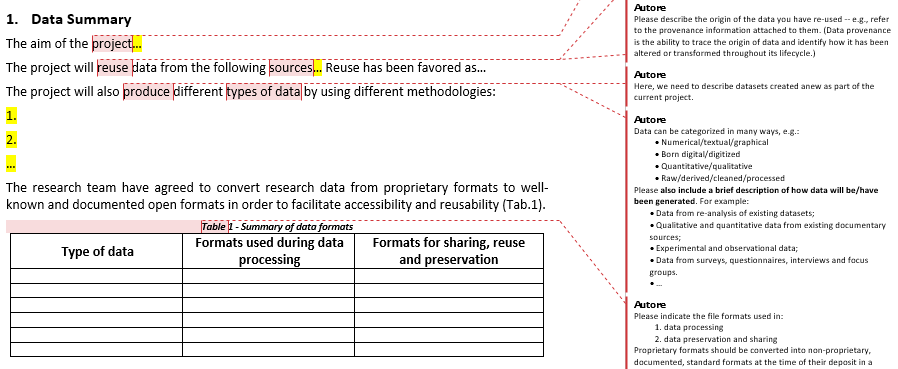 1. Data Summary
The aim of the project…
The project will reuse data from the following sources… Reuse has been favored as…
The project will also produce different types of data by using different methodologies:
1.
2.
…
The research team have agreed to convert research data from proprietary formats to well-
known and documented open formats in order to facilitate accessibility and reusability (Tab.1).
Table 1 - Summary of data formats
Type of data
Formats used during data
processing
Formats for sharing, reuse
and preservation
Autore
Please describe the origin of the data you have re-used -- e.g., refer
to the provenance information attached to them. (Data provenance
is the ability to trace the origin of data and identify how it has been
altered or transformed throughout its lifecycle.)
Autore
Here, we need to describe datasets created anew as part of the
current project.
Autore
Data can be categorized in many ways, e.g.:
• Numerical/textual/graphical
• Born digital/digitized
• Quantitative/qualitative
• Raw/derived/cleaned/processed
Please also include a brief description of how data will be/have
been generated. For example:
• Data from re-analysis of existing datasets;
• Qualitative and quantitative data from existing documentary
sources;
• Experimental and observational data;
• Data from surveys, questionnaires, interviews and focus
groups.
• …
Autore
Please indicate the file formats used in:
1. data processing
2. data preservation and sharing
Proprietary formats should be converted into non-proprietary,
documented, standard formats at the time of their deposit in a